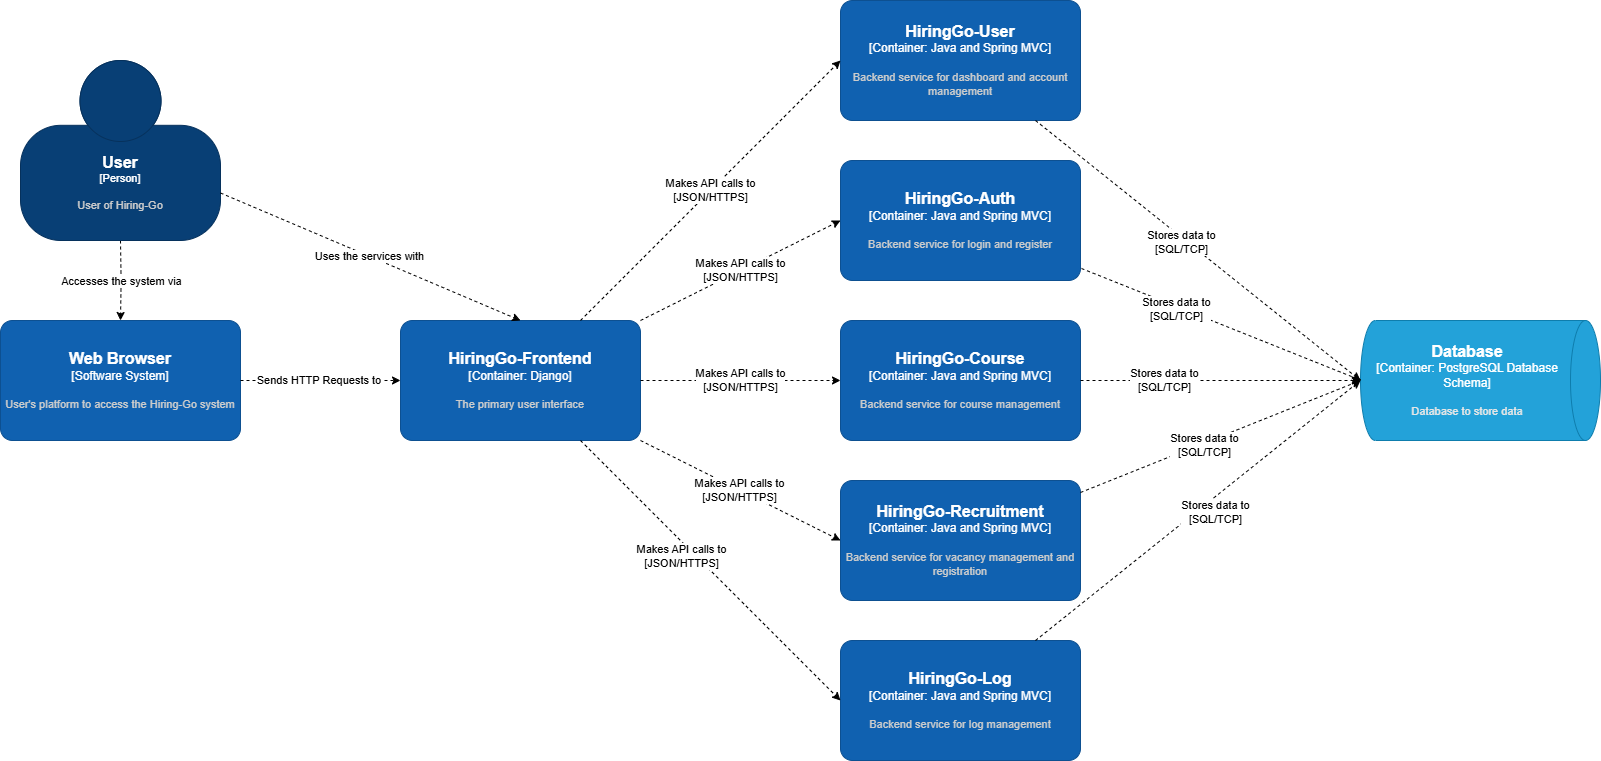 User
[Person]
User of Hiring-Go
Accesses the system via
Web Browser
[Software System]
User's platform to access the Hiring-Go system
Sends HTTP Requests to
Uses the services with
HiringGo-Frontend
[Container: Django]
The primary user interface
Makes API calls to
[JSON/HTTPS]
Makes API calls to
[JSON/HTTPS]
Makes API calls to
[JSON/HTTPS]
Makes API calls to
[JSON/HTTPS]
Makes API calls to
[JSON/HTTPS]
HiringGo-User
[Container: Java and Spring MVC]
Backend service for dashboard and account
management
HiringGo-Auth
[Container: Java and Spring MVC]
Backend service for login and register
HiringGo-Course
[Container: Java and Spring MVC]
Backend service for course management
HiringGo-Recruitment
[Container: Java and Spring MVC]
Backend service for vacancy management and
registration
HiringGo-Log
[Container: Java and Spring MVC]
Backend service for log management
Stores data to
[SQL/TCP]
Stores data to
[SQL/TCP]
Stores data to
[SQL/TCP]
Stores data to
[SQL/TCP]
Stores data to
[SQL/TCP]
Database
[Container: PostgreSQL Database
Schema]
Database to store data